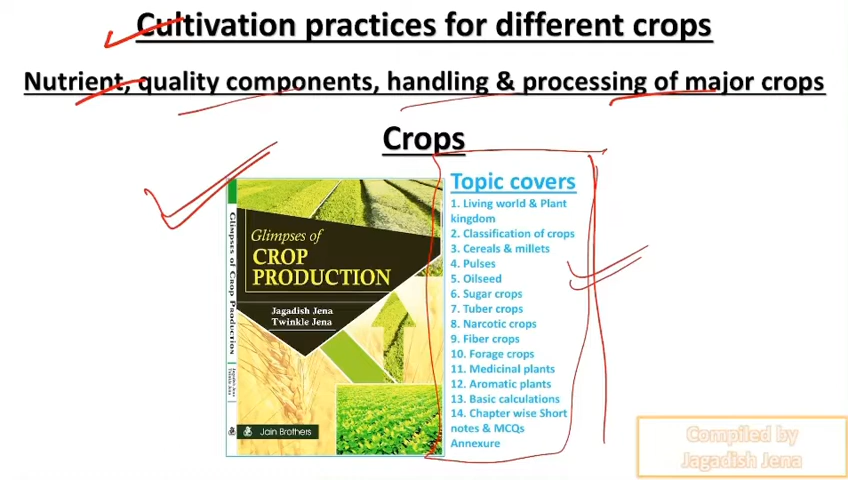 Cultivation practices for different crops
Nutrient, quality components, handling & processing of major crops
Crops
Glimpses of Crop Production
Jagadish Jena
Twinkle Jena
Glimpses of
CROP
PRODUCTION
Jagadish Jena
Twinkle Jena
Jain Brothers
Topic covers
1. Living world & Plant
kingdom
2. Classification of crops
3. Cereals & millets
4. Pulses
5. Oilseed
6. Sugar crops
7. Tuber crops
8. Narcotic crops
9. Fiber crops
10. Forage crops
11. Medicinal plants
12. Aromatic plants
13. Basic calculations
14. Chapter wise Short
notes & MCQs
Annexure
Compiled by
Jagadish Jena